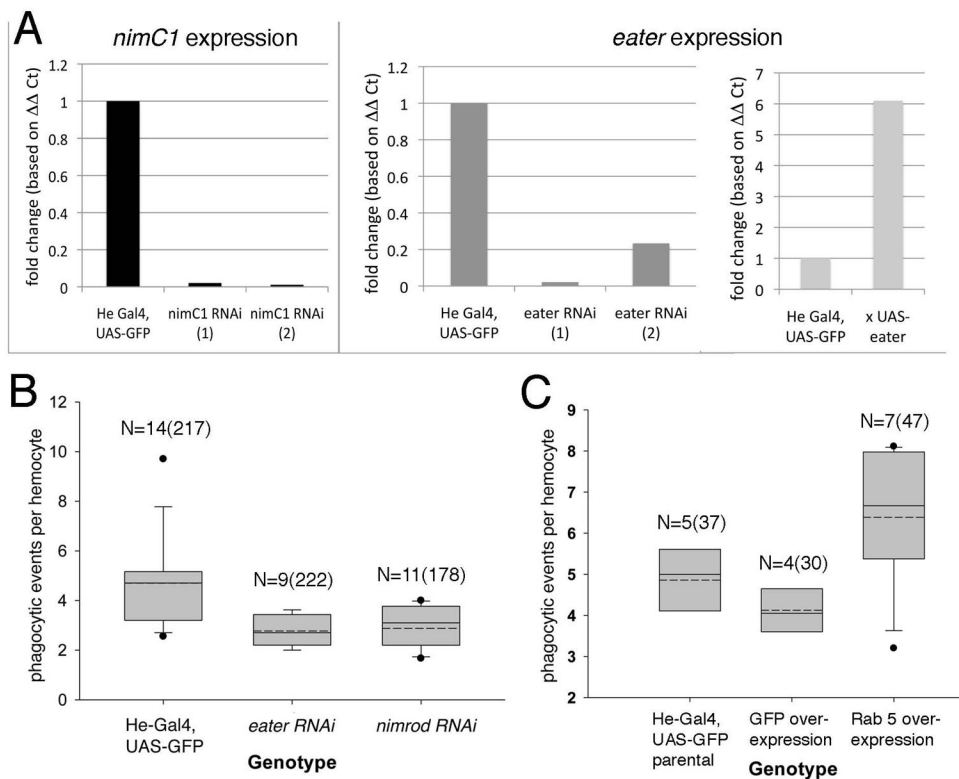 A
nimC1 expression
eater expression
fold change (based on ΔΔ Ct)
1.2
1
0.8
0.6
0.4
0.2
0
He Gal4, UAS-GFP
nimC1 RNAi (1)
nimC1 RNAi (2)
fold change (based on ΔΔ Ct)
1.2
1
0.8
0.6
0.4
0.2
0
He Gal4, UAS-GFP
eater RNAi (1)
eater RNAi (2)
fold change (based on ΔΔ Ct)
7
6
5
4
3
2
1
0
He Gal4, UAS-GFP
x UAS-eater
B
phagocytic events per hemocyte
12
10
8
6
4
2
0
N=14(217)
N=9(222)
N=11(178)
He-Gal4, UAS-GFP
eater RNAi
nimrod RNAi
Genotype
C
phagocytic events per hemocyte
9
8
7
6
5
4
3
2
N=5(37)
N=4(30)
N=7(47)
He-Gal4, UAS-GFP parental
GFP over-expression
Rab 5 over-expression
Genotype